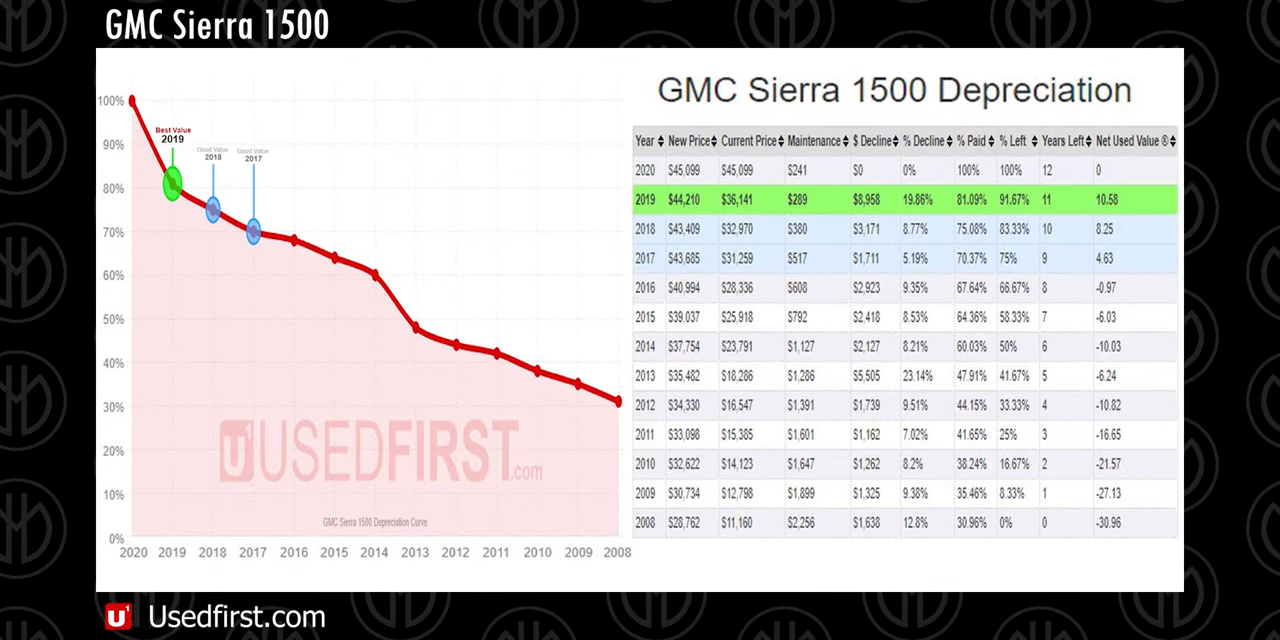 GMC Sierra 1500
GMC Sierra 1500 Depreciation
100%
90%
80%
70%
60%
50%
40%
30%
20%
10%
0%
Best Value
2019
Good Value
2018
Good Value
2017
U1 USEDFIRST.com
GMC Sierra 1500 Depreciation Curve
2020 2019 2018 2017 2016 2015 2014 2013 2012 2011 2010 2009 2008
Year New Price Current Price Maintenance $ Decline % Decline % Paid % Left Years Left Net Used Value ®
2020 $45,099 $45,099 $241 $0 0% 100% 100% 12 0
2019 $44,210 $36,141 $289 $8,958 19.86% 81.09% 91.67% 11 10.58
2018 $43,409 $32,970 $380 $3,171 8.77% 75.08% 83.33% 10 8.25
2017 $43,685 $31,259 $517 $1,711 5.19% 70.37% 75% 9 4.63
2016 $40,994 $28,336 $608 $2,923 9.35% 67.64% 66.67% 8 -0.97
2015 $39,037 $25,918 $792 $2,418 8.53% 64.36% 58.33% 7 -6.03
2014 $37,754 $23,791 $1,127 $2,127 8.21% 60.03% 50% 6 -10.03
2013 $35,482 $18,286 $1,286 $5,505 23.14% 47.91% 41.67% 5 -6.24
2012 $34,330 $16,547 $1,391 $1,739 9.51% 44.15% 33.33% 4 -10.82
2011 $33,098 $15,385 $1,601 $1,162 7.02% 41.65% 25% 3 -16.65
2010 $32,622 $14,123 $1,647 $1,262 8.2% 38.24% 16.67% 2 -21.57
2009 $30,734 $12,798 $1,899 $1,325 9.38% 35.46% 8.33% 1 -27.13
2008 $28,762 $11,160 $2,256 $1,638 12.8% 30.96% 0% 0 -30.96
U1 Usedfirst.com